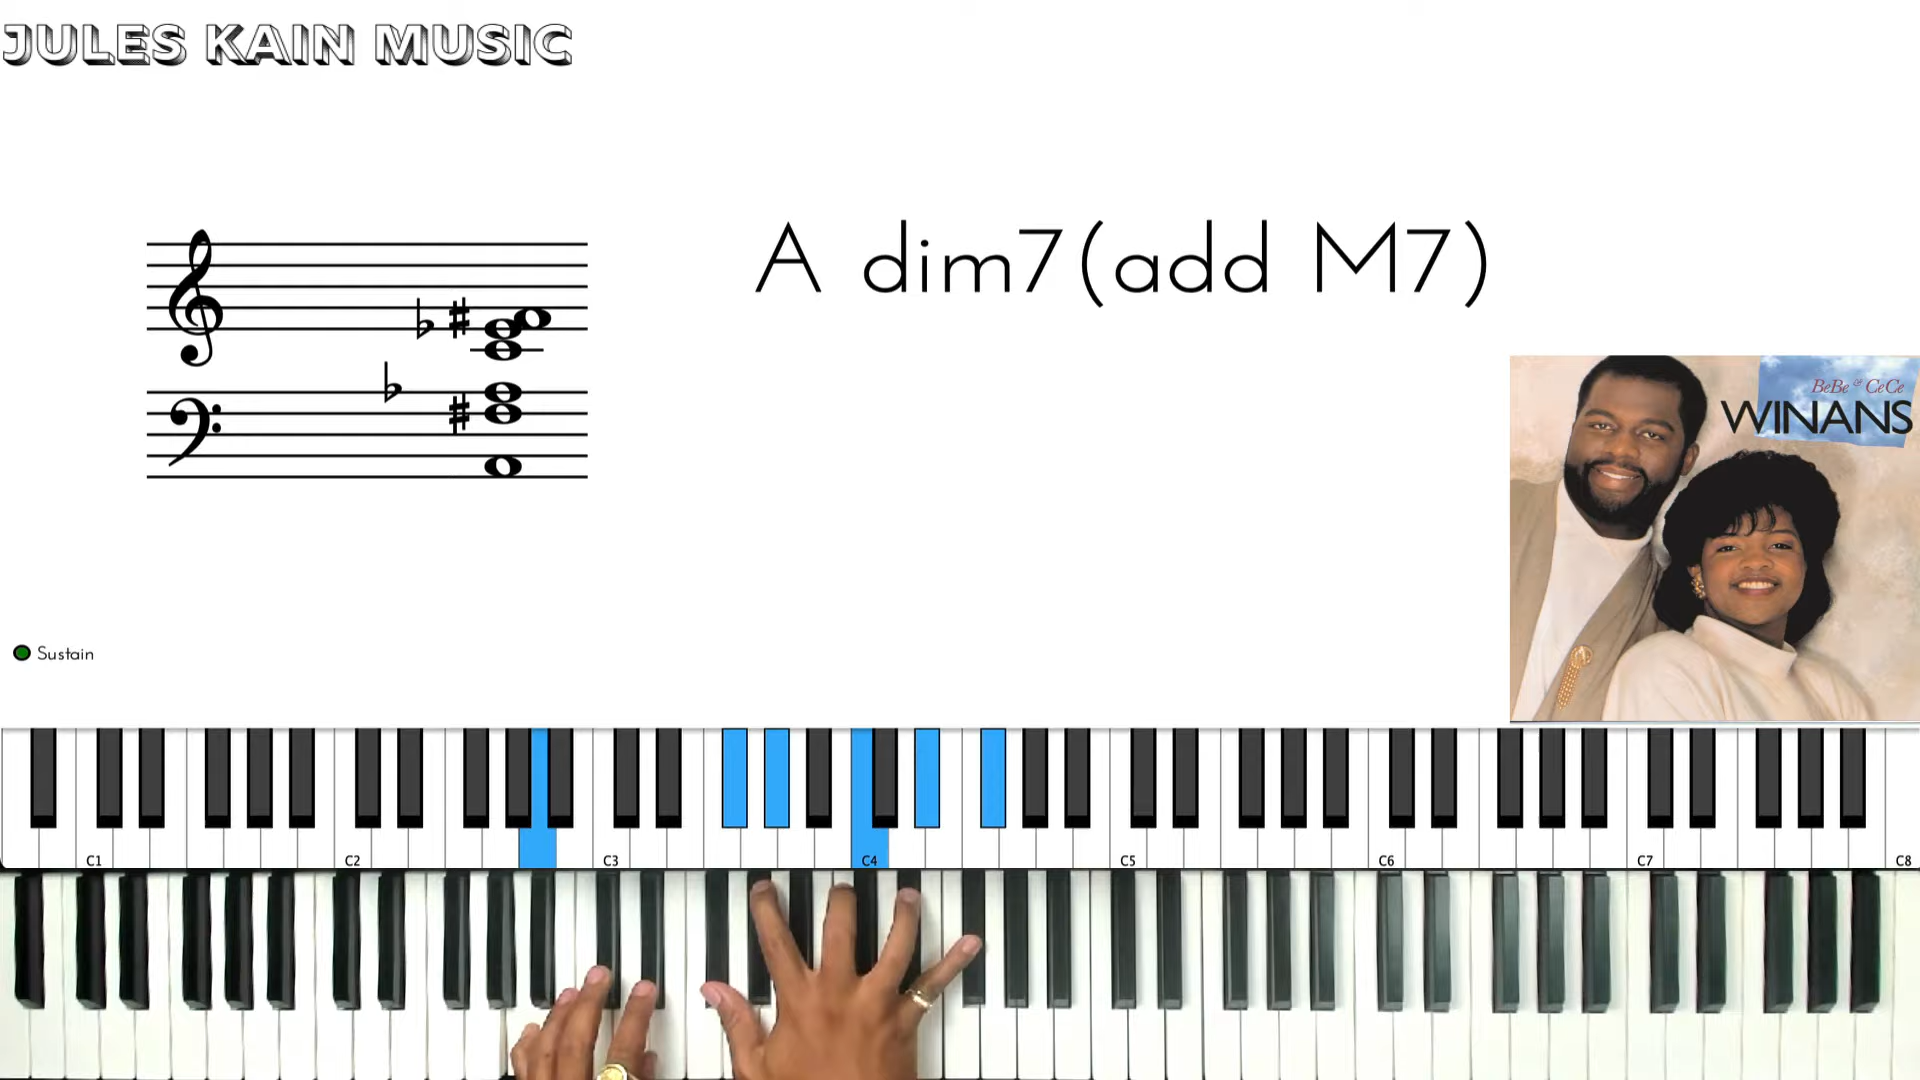 JULES KAIN MUSIC
A dim7(add M7)
BeBe & CeCe
WINANS
Sustain
C1 C2 C3 C4 C5 C6 C7 C8